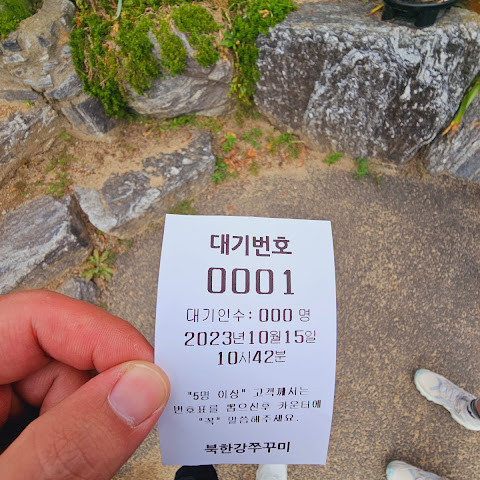 대기번호
0001
대기인수: 000 명
2023년10월15일
10시42분
"5명 이상" 고객께서는
번호표를 뽑으신후 카운터에
"꼭" 말씀해주세요.
북한강쭈꾸미